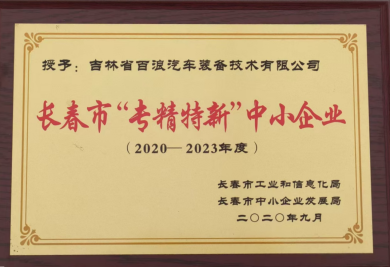 授予：吉林省百浪汽车装备技术有限公司
长春市“专精特新”中小企业
（2020—2023年度）
长春市工业和信息化局
长春市中小企业发展局
二〇二〇年九月